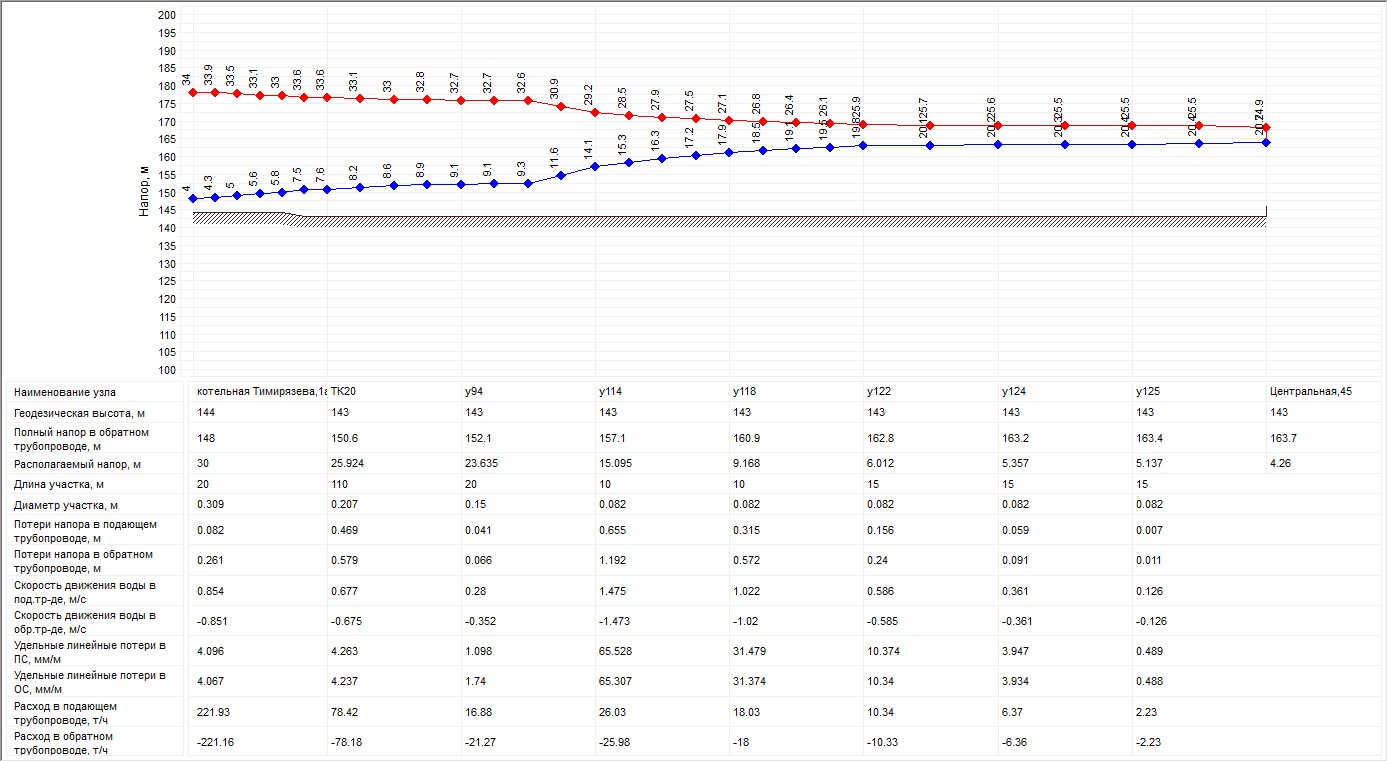 200
195
190
185
180
175
170
165
160
155
150
145
140
135
130
125
120
115
110
105
100
Напор, м
34 33.9 33.5 33.1 33 33.6 33.6 33.1 33 32.8 32.7 32.7 32.6 30.9 29.2 28.5 27.9 27.5 27.1 26.8 26.4 26.1 25.9 25.7 25.6 25.5 25.5 25.5 24.9
4 4.3 5 5.6 5.8 7.5 7.6 8.2 8.6 8.9 9.1 9.1 9.3 11.6 14.1 15.3 16.3 17.2 17.9 18.5 19.1 19.5 19.8 20.1 20.2 20.3 20.4 20.4
Наименование узла котельная Тимирязева,1а ТК20 у94 у114 у118 у122 у124 у125 Центральная,45
Геодезическая высота, м 144 143 143 143 143 143 143 143 143
Полный напор в обратном
трубопроводе, м 148 150.6 152.1 157.1 160.9 162.8 163.2 163.4 163.7
Располагаемый напор, м 30 25.924 23.635 15.095 9.168 6.012 5.357 5.137 4.26
Длина участка, м 20 110 20 10 10 15 15 15
Диаметр участка, м 0.309 0.207 0.15 0.082 0.082 0.082 0.082 0.082
Потери напора в подающем
трубопроводе, м 0.082 0.469 0.041 0.655 0.315 0.156 0.059 0.007
Потери напора в обратном
трубопроводе, м 0.261 0.579 0.066 1.192 0.572 0.24 0.091 0.011
Скорость движения воды в
под.тр-де, м/с 0.854 0.677 0.28 1.475 1.022 0.586 0.361 0.126
Скорость движения воды в
обр.тр-де, м/с -0.851 -0.675 -0.352 -1.473 -1.02 -0.585 -0.361 -0.126
Удельные линейные потери в
ПС, мм/м 4.096 4.263 1.098 65.528 31.479 10.374 3.947 0.489
Удельные линейные потери в
ОС, мм/м 4.067 4.237 1.74 65.307 31.374 10.34 3.934 0.488
Расход в подающем
трубопроводе, т/ч 221.93 78.42 16.88 26.03 18.03 10.34 6.37 2.23
Расход в обратном
трубопроводе, т/ч -221.16 -78.18 -21.27 -25.98 -18 -10.33 -6.36 -2.23